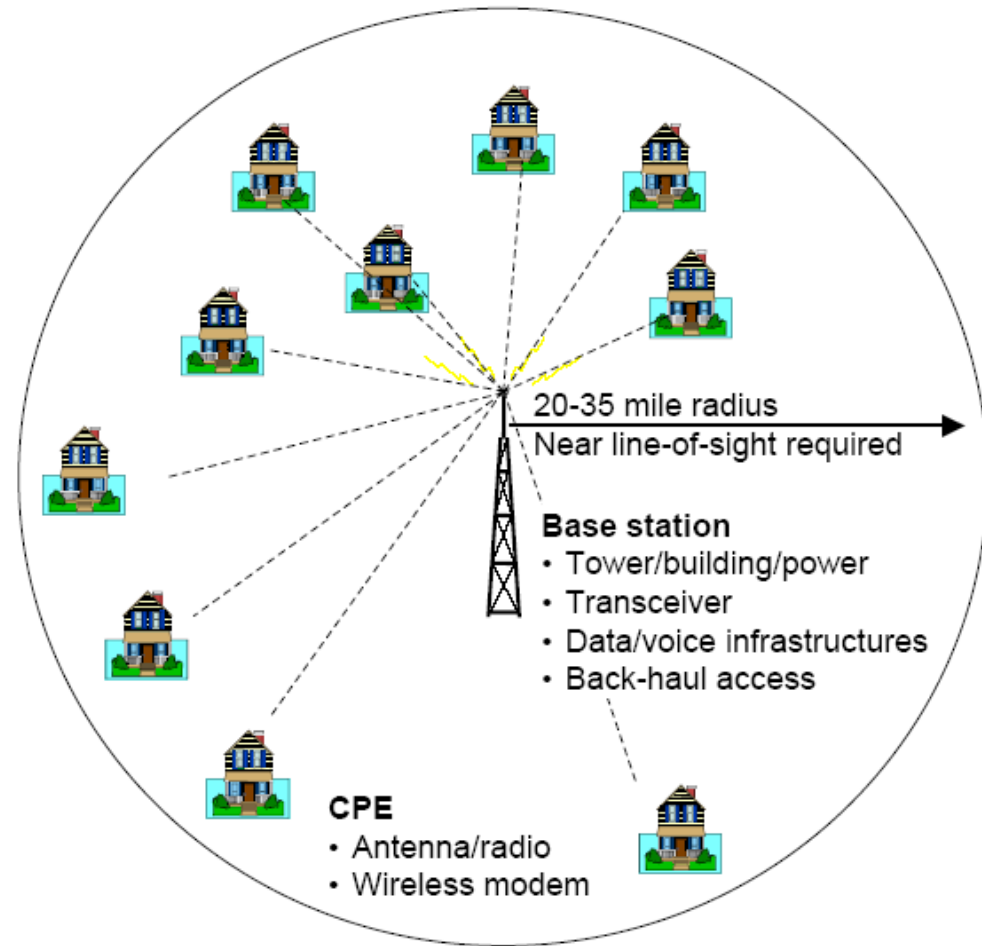 20-35 mile radius
Near line-of-sight required
Base station
• Tower/building/power
• Transceiver
• Data/voice infrastructures
• Back-haul access
CPE
• Antenna/radio
• Wireless modem